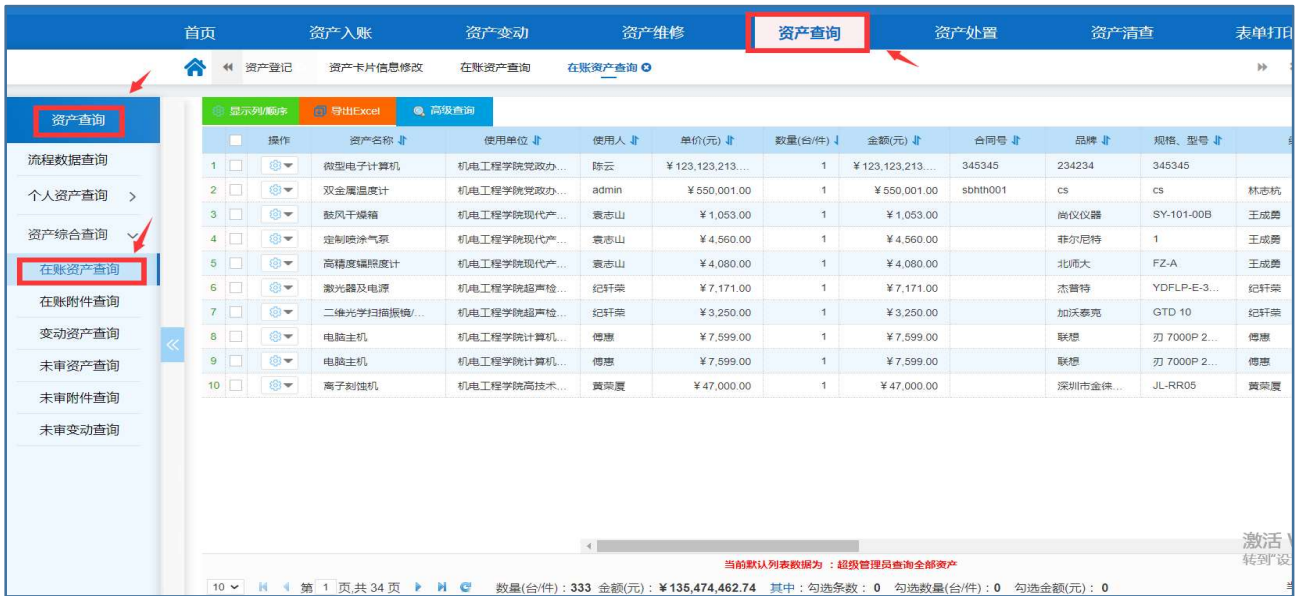 首页 资产入账 资产变动 资产维修 资产查询 资产处置 资产清查 表单打印
资产登记 资产卡片信息修改 在账资产查询 在账资产查询
资产查询
流程数据查询
个人资产查询
资产综合查询
在账资产查询
在账附件查询
变动资产查询
未审资产查询
未审附件查询
未审变动查询
显示列/顺序 导出Excel 高级查询
操作 资产名称 使用单位 使用人 单价(元) 数量(台/件) 金额(元) 合同号 品牌 规格、型号
1 微型电子计算机 机电工程学院党政办... 陈云 ¥123,123,213.... 1 ¥123,123,213.... 345345 234234 345345
2 双金属温度计 机电工程学院党政办... admin ¥550,001.00 1 ¥550,001.00 sbhth001 cs cs 林志杭
3 鼓风干燥箱 机电工程学院现代产... 袁志山 ¥1,053.00 1 ¥1,053.00 尚仪仪器 SY-101-00B 王成勇
4 定制喷涂气泵 机电工程学院现代产... 袁志山 ¥4,560.00 1 ¥4,560.00 菲尔尼特 1 王成勇
5 高精度辐照度计 机电工程学院现代产... 袁志山 ¥4,080.00 1 ¥4,080.00 北师大 FZ-A 王成勇
6 激光器及电源 机电工程学院超声检... 纪轩荣 ¥7,171.00 1 ¥7,171.00 杰普特 YDFLP-E-3... 纪轩荣
7 二维光学扫描振镜/... 机电工程学院超声检... 纪轩荣 ¥3,250.00 1 ¥3,250.00 加沃泰克 GTD 10 纪轩荣
8 电脑主机 机电工程学院计算机... 傅惠 ¥7,599.00 1 ¥7,599.00 联想 刃 7000P 2... 傅惠
9 电脑主机 机电工程学院计算机... 傅惠 ¥7,599.00 1 ¥7,599.00 联想 刃 7000P 2... 傅惠
10 离子刻蚀机 机电工程学院高技术... 黄荣厦 ¥47,000.00 1 ¥47,000.00 深圳市金徕... JL-RR05 黄荣厦
激活
转到"设
当前默认列表数据为 : 超级管理员查询全部资产
10 第 1 页,共 34 页 数量(台/件) : 333 金额(元) : ¥135,474,462.74 其中 : 勾选条数 : 0 勾选数量(台/件) : 0 勾选金额(元) : 0